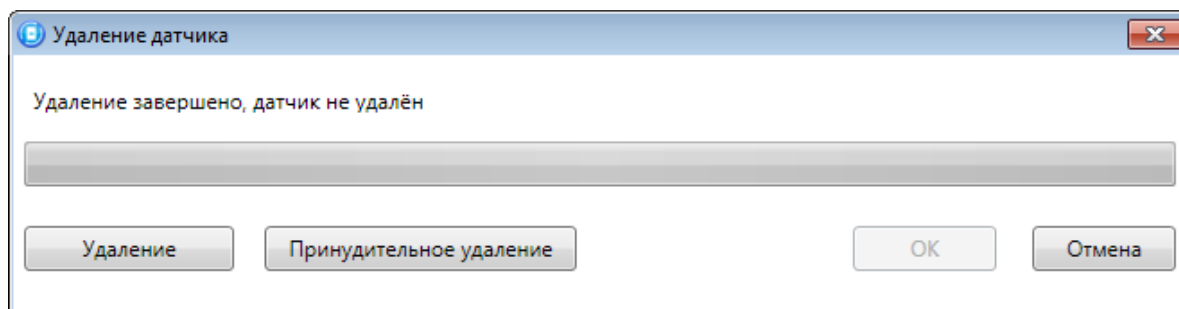 Удаление датчика
Удаление завершено, датчик не удалён
Удаление Принудительное удаление OK Отмена